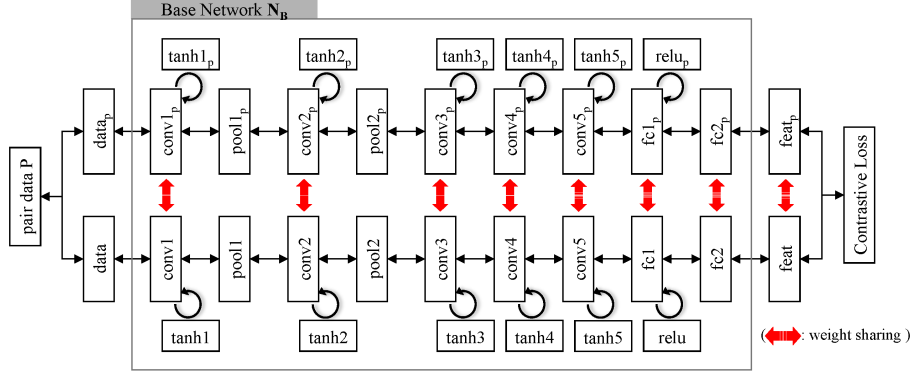 Base Network N_B
tanh1_p
tanh2_p
tanh3_p
tanh4_p
tanh5_p
relu_p
pair data P
data_p
conv1_p
pool1_p
conv2_p
pool2_p
conv3_p
conv4_p
conv5_p
fc1_p
fc2_p
feat_p
Contrastive Loss
data
conv1
pool1
conv2
pool2
conv3
conv4
conv5
fc1
fc2
feat
tanh1
tanh2
tanh3
tanh4
tanh5
relu
( : weight sharing )